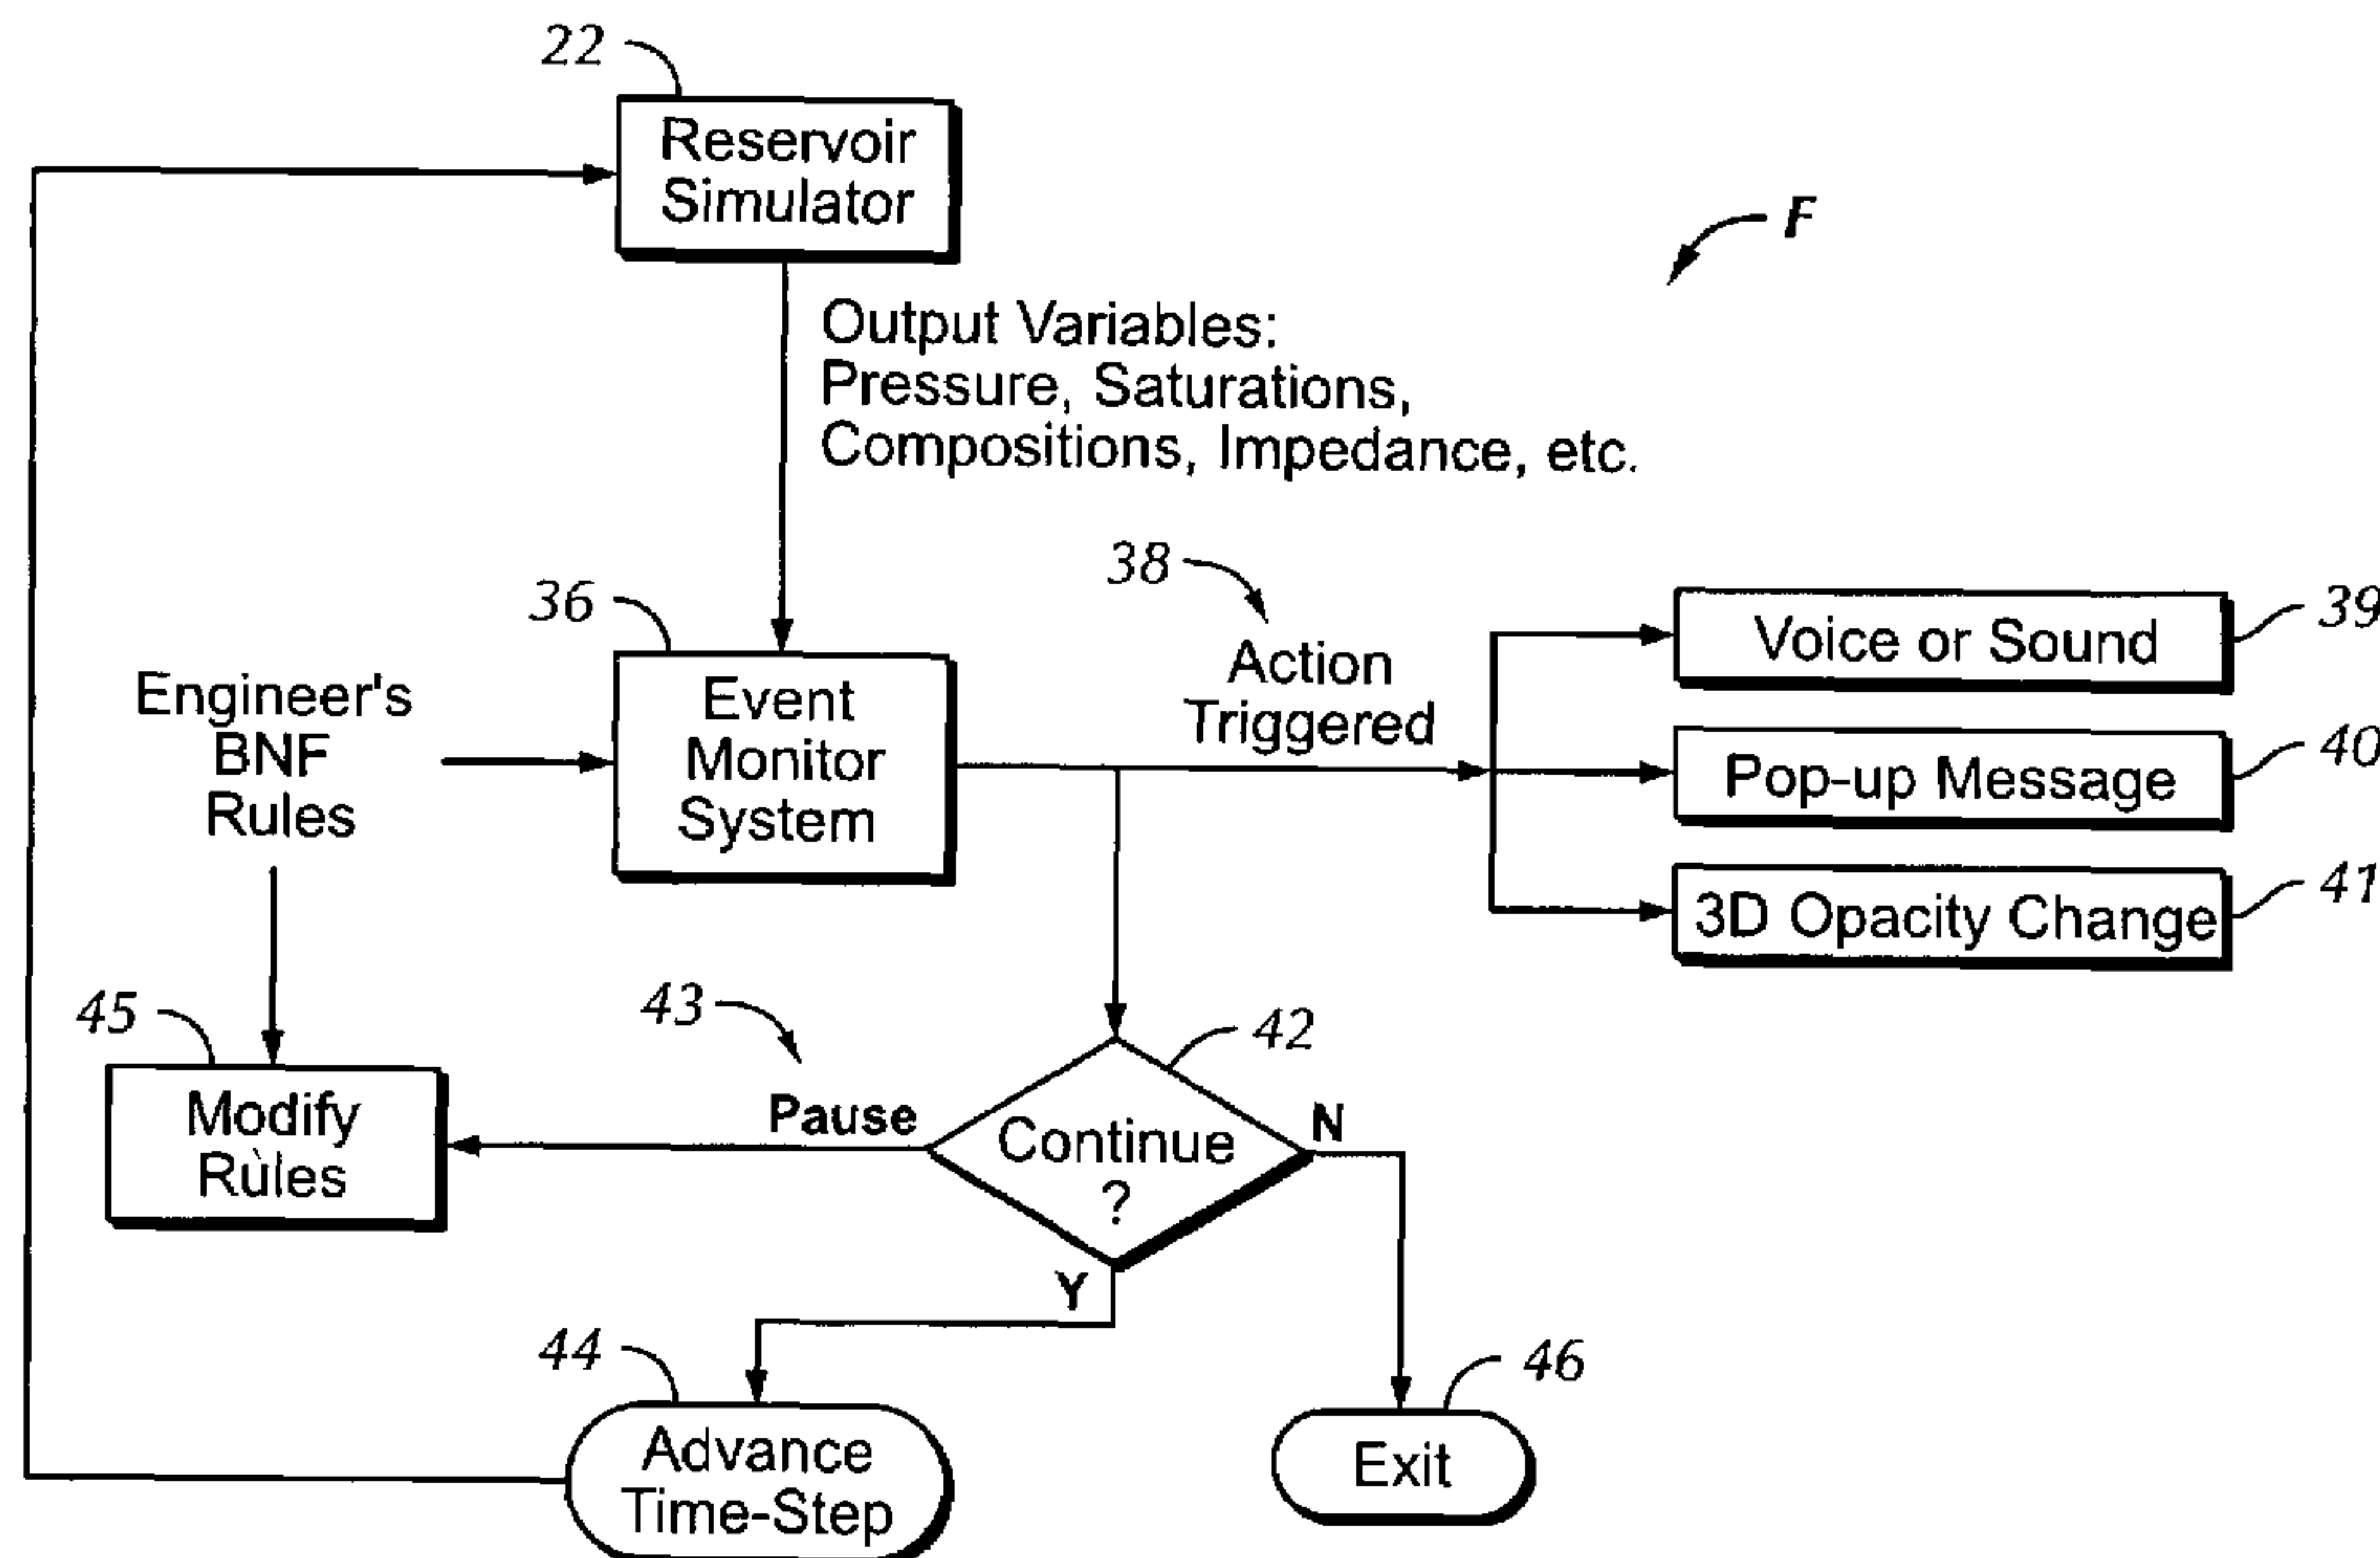 22
Reservoir
Simulator
F
Output Variables:
Pressure, Saturations,
Compositions, Impedance, etc.
38
36
39
Voice or Sound
Action
Triggered
Engineer's
BNF
Rules
Event
Monitor
System
40
Pop-up Message
41
3D Opacity Change
45
43
42
Modify
Rules
Pause
Continue
?
N
Y
44
46
Advance
Time-Step
Exit